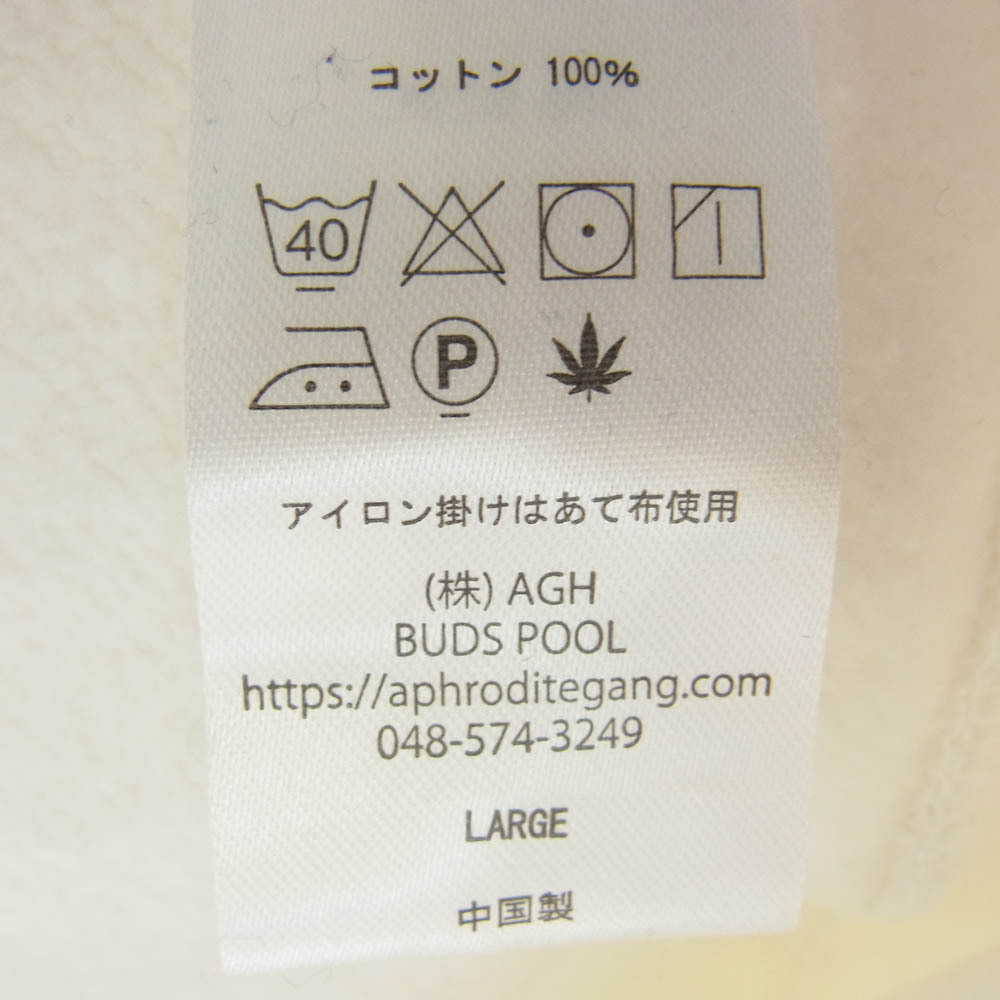 コットン 100%
40
P
アイロン掛けはあて布使用
(株) AGH
BUDS POOL
https://aphroditegang.com
048-574-3249
LARGE
中国製